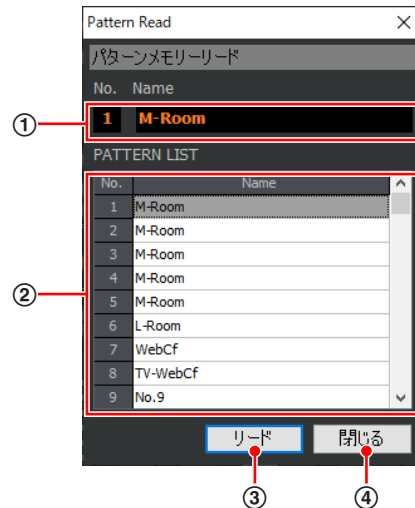 Pattern Read
パターンメモリーリード
No. Name
① 1 M-Room
PATTERN LIST
No. Name
1 M-Room
2 M-Room
3 M-Room
4 M-Room
② 5 M-Room
6 L-Room
7 WebCf
8 TV-WebCf
9 No.9
リード 閉じる
③ ④